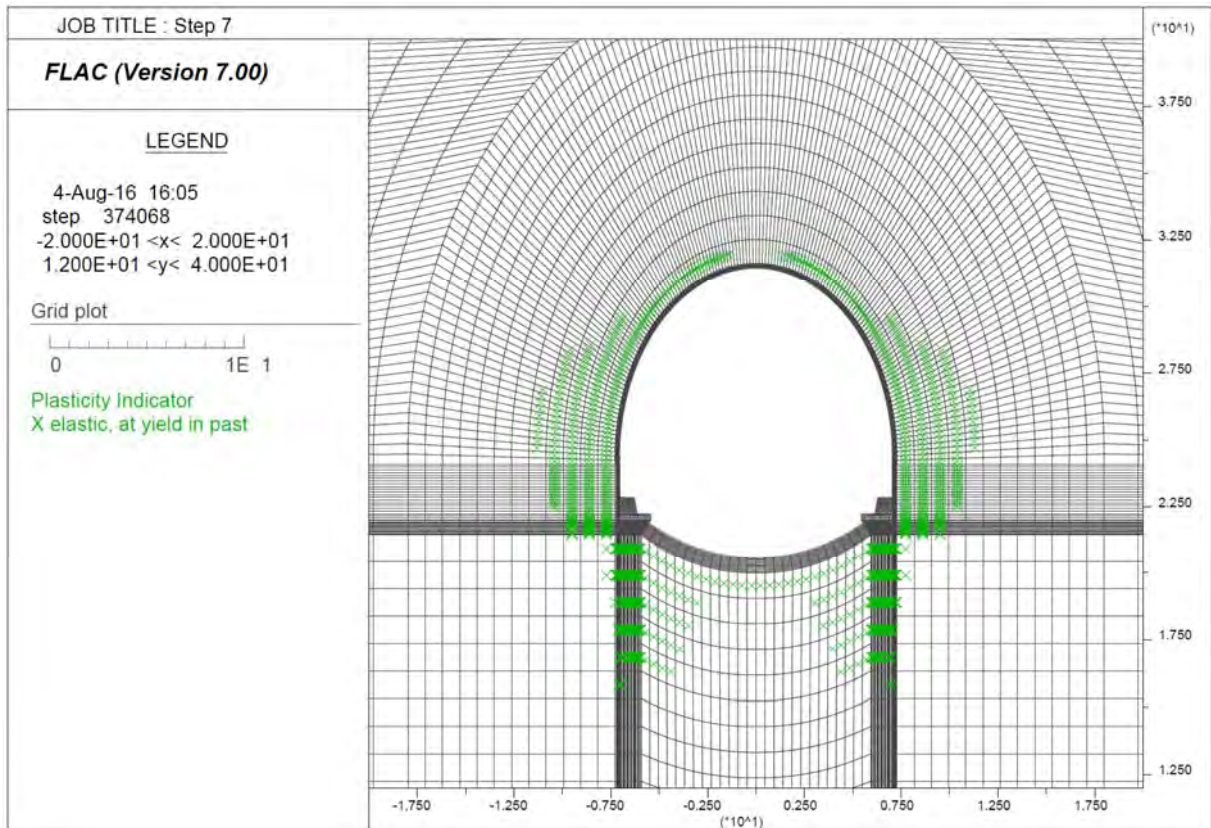 JOB TITLE : Step 7
FLAC (Version 7.00)
LEGEND
4-Aug-16 16:05
step 374068
-2.000E+01 <x< 2.000E+01
1.200E+01 <y< 4.000E+01
Grid plot
0 1E 1
Plasticity Indicator
X elastic, at yield in past
(*10^1)
3.750
3.250
2.750
2.250
1.750
1.250
-1.750 -1.250 -0.750 -0.250 0.250 0.750 1.250 1.750
(*10^1)